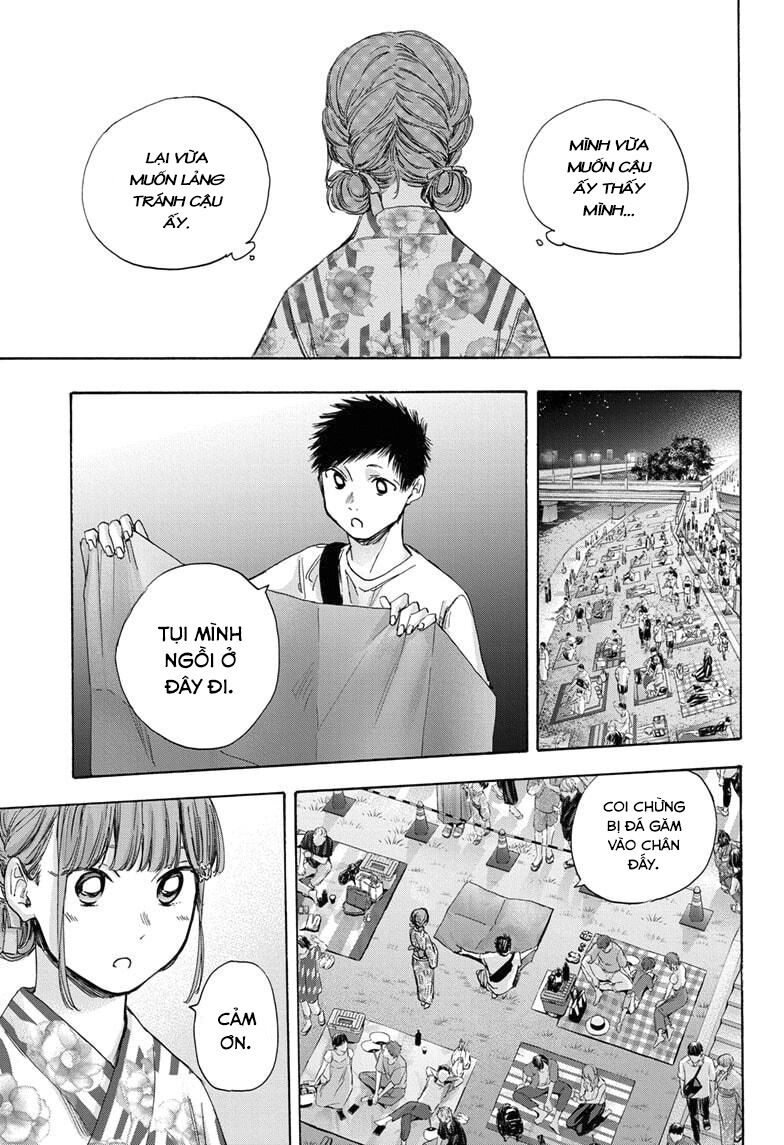 MÌNH VỪA
MUỐN CẬU
ẤY THẤY
MÌNH...
LẠI VỪA
MUỐN LẢNG
TRÁNH CẬU
ẤY.
TỤI MÌNH
NGỒI Ở
ĐÂY ĐI.
COI CHỪNG
BỊ ĐÁ GĂM
VÀO CHÂN
ĐẤY.
CẢM
ƠN.